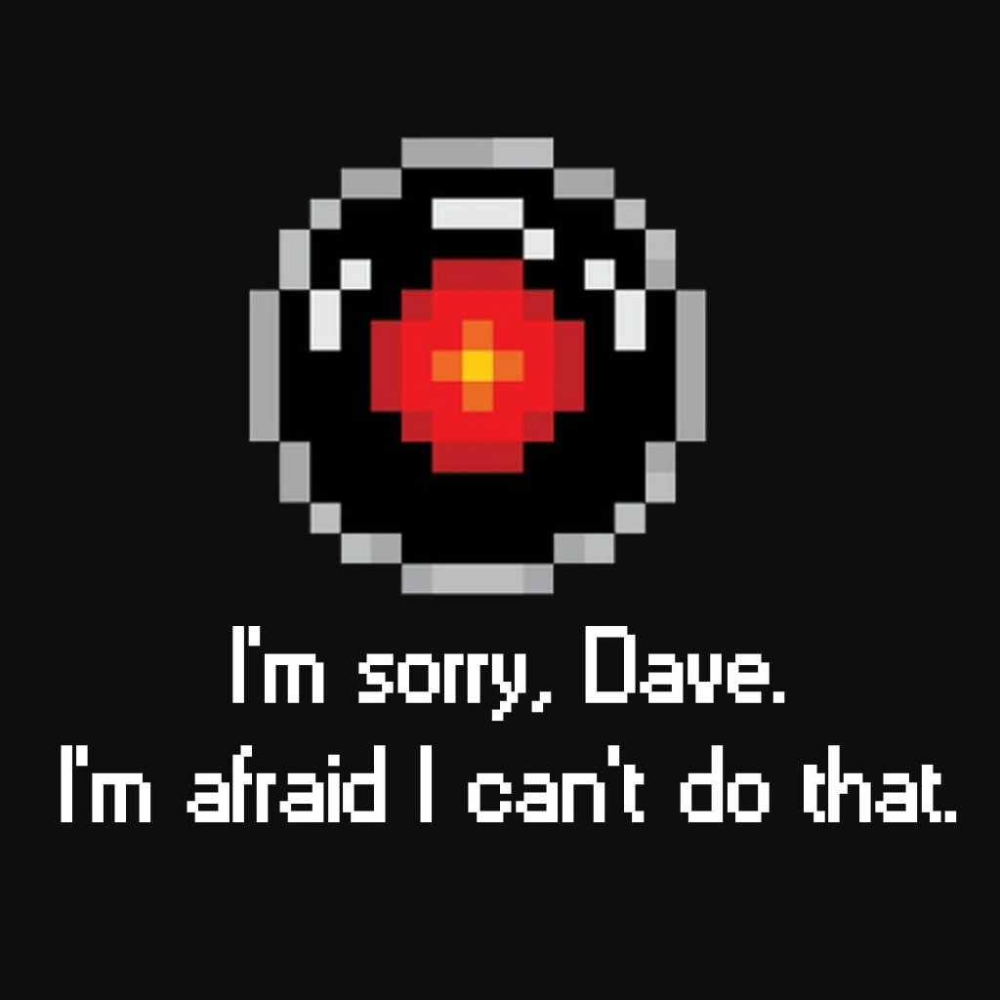 I'm sorry, Dave.
I'm afraid I can't do that.